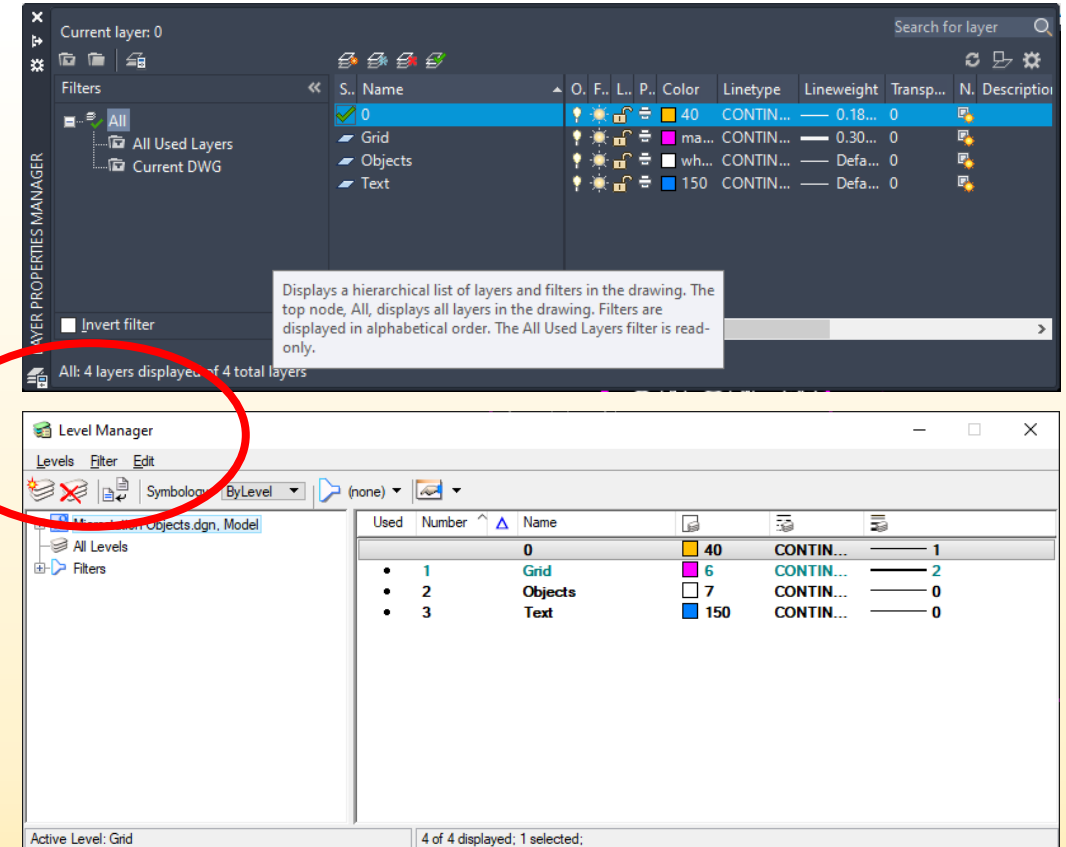 Current layer: 0
Search for layer
Filters
S.. Name O. F.. L.. P.. Color Linetype Lineweight Transp... N. Description
All
All Used Layers
Current DWG
0 40 CONTIN... 0.18... 0
Grid ma... CONTIN... 0.30... 0
Objects wh... CONTIN... Defa... 0
Text 150 CONTIN... Defa... 0
LAYER PROPERTIES MANAGER
Displays a hierarchical list of layers and filters in the drawing. The
top node, All, displays all layers in the drawing. Filters are
displayed in alphabetical order. The All Used Layers filter is read-
only.
Invert filter
All: 4 layers displayed of 4 total layers
Level Manager
Levels Filter Edit
Symbology: ByLevel (none)
Microstation Objects.dgn, Model
All Levels
Filters
Used Number Name
0 40 CONTIN... 1
1 Grid 6 CONTIN... 2
2 Objects 7 CONTIN... 0
3 Text 150 CONTIN... 0
Active Level: Grid
4 of 4 displayed; 1 selected;